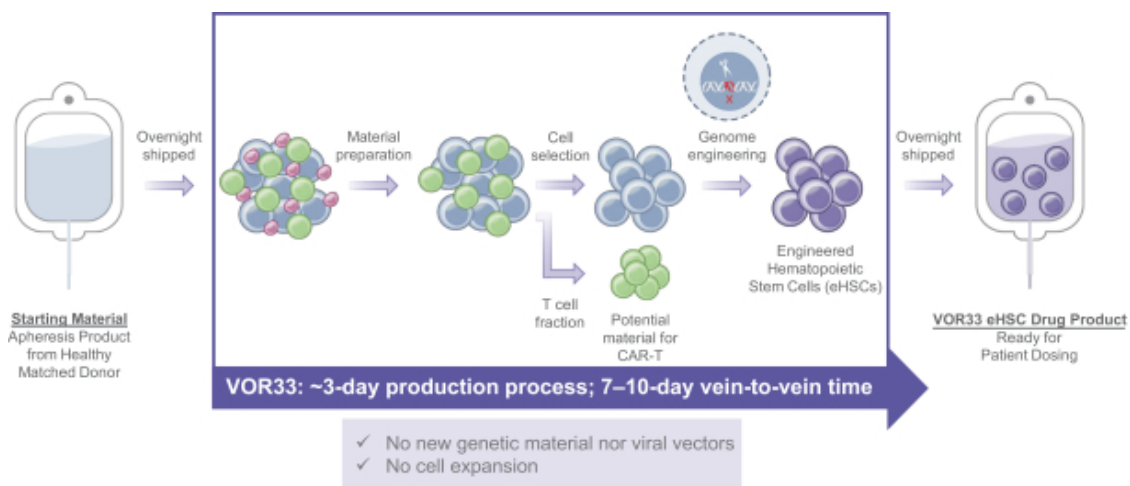 Overnight
shipped
Material
preparation
Cell
selection
Genome
engineering
Overnight
shipped
Starting Material
Apheresis Product
from Healthy
Matched Donor
T cell
fraction
Potential
material for
CAR-T
Engineered
Hematopoietic
Stem Cells (eHSCs)
VOR33 eHSC Drug Product
Ready for
Patient Dosing
VOR33: ~3-day production process; 7–10-day vein-to-vein time
✓ No new genetic material nor viral vectors
✓ No cell expansion